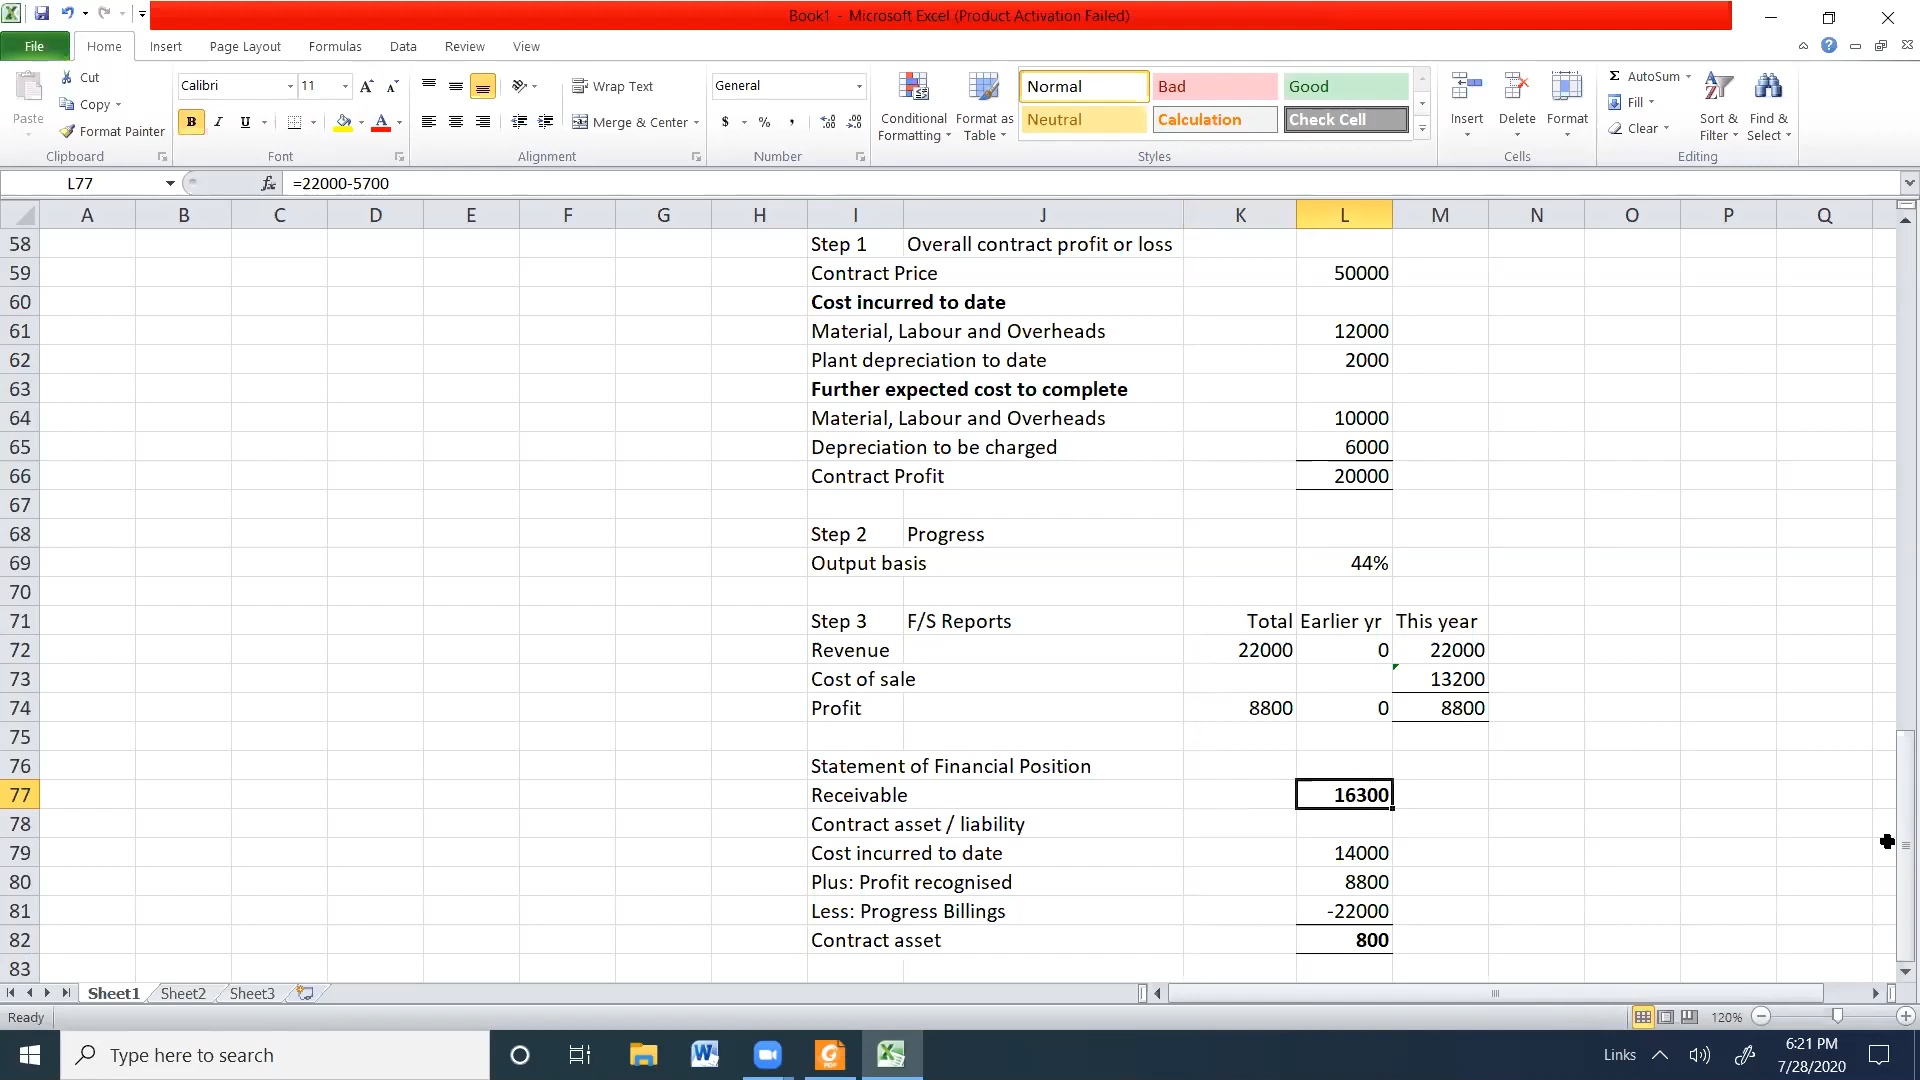 Book1 - Microsoft Excel (Product Activation Failed)
File Home Insert Page Layout Formulas Data Review View
Paste
Cut
Copy
Format Painter
Clipboard
Calibri 11
B I U
Font
Wrap Text
Merge & Center
Alignment
General
$ % ,
Number
Conditional Formatting
Format as Table
Normal Bad Good
Neutral Calculation Check Cell
Styles
Insert Delete Format
Cells
Σ AutoSum
Fill
Clear
Sort & Filter
Find & Select
Editing
L77 fx =22000-5700
A B C D E F G H I J K L M N O P Q
58 Step 1 Overall contract profit or loss
59 Contract Price 50000
60 Cost incurred to date
61 Material, Labour and Overheads 12000
62 Plant depreciation to date 2000
63 Further expected cost to complete
64 Material, Labour and Overheads 10000
65 Depreciation to be charged 6000
66 Contract Profit 20000
67
68 Step 2 Progress
69 Output basis 44%
70
71 Step 3 F/S Reports Total Earlier yr This year
72 Revenue 22000 0 22000
73 Cost of sale 13200
74 Profit 8800 0 8800
75
76 Statement of Financial Position
77 Receivable 16300
78 Contract asset / liability
79 Cost incurred to date 14000
80 Plus: Profit recognised 8800
81 Less: Progress Billings -22000
82 Contract asset 800
83
Sheet1 Sheet2 Sheet3
Ready 120%
Type here to search
Links
6:21 PM
7/28/2020